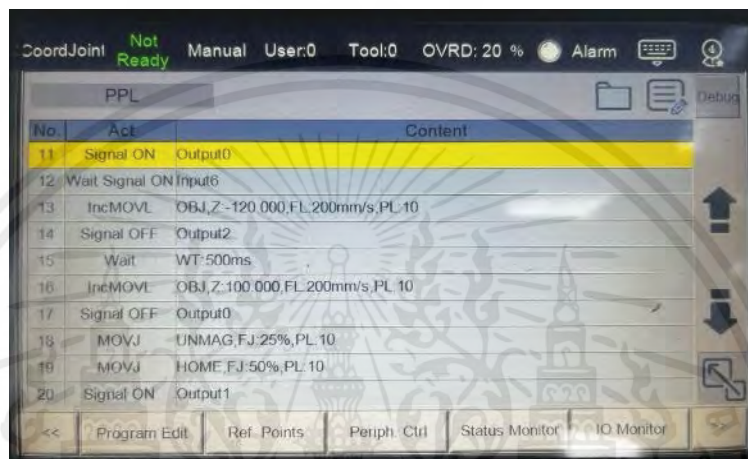 CoordJoint Not Ready Manual User:0 Tool:0 OVRD: 20 % Alarm 4
PPL Debug
No. Act Content
11 Signal ON Output0
12 Wait Signal ON Input6
13 IncMOVL OBJ,Z:-120.000,FL:200mm/s,PL:10
14 Signal OFF Output2
15 Wait WT:500ms
16 IncMOVL OBJ,Z:100.000,FL:200mm/s,PL:10
17 Signal OFF Output0
18 MOVJ UNMAG,FJ:25%,PL:10
19 MOVJ HOME,FJ:50%,PL:10
20 Signal ON Output1
<< Program Edit Ref. Points Periph. Ctrl Status Monitor IO Monitor >>